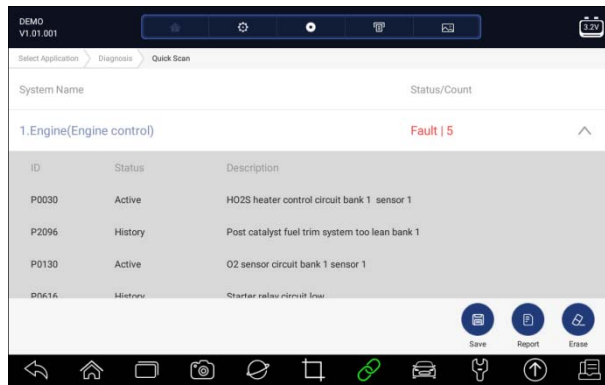 DEMO
V1.01.001
3.2V
Select Application Diagnosis Quick Scan
System Name Status/Count
1.Engine(Engine control) Fault | 5
ID Status Description
P0030 Active HO2S heater control circuit bank 1 sensor 1
P2096 History Post catalyst fuel trim system too lean bank 1
P0130 Active O2 sensor circuit bank 1 sensor 1
P0616 History Starter relay circuit low
Save Report Erase